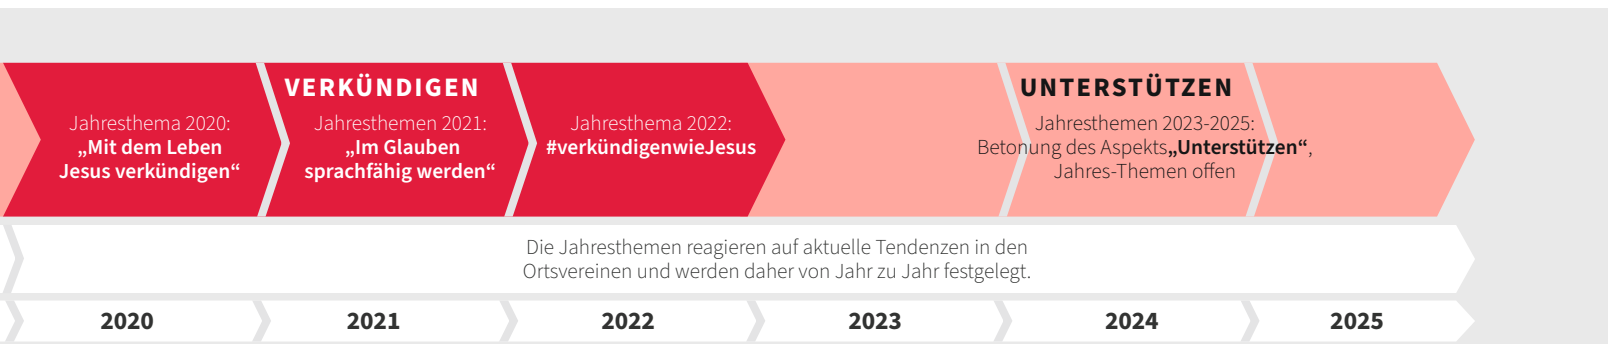 VERKÜNDIGEN
Jahresthema 2020:
„Mit dem Leben
Jesus verkündigen“
Jahresthemen 2021:
„Im Glauben
sprachfähig werden“
Jahresthema 2022:
#verkündigenwieJesus
UNTERSTÜTZEN
Jahresthemen 2023-2025:
Betonung des Aspekts„Unterstützen“,
Jahres-Themen offen
Die Jahresthemen reagieren auf aktuelle Tendenzen in den
Ortsvereinen und werden daher von Jahr zu Jahr festgelegt.
2020 2021 2022 2023 2024 2025